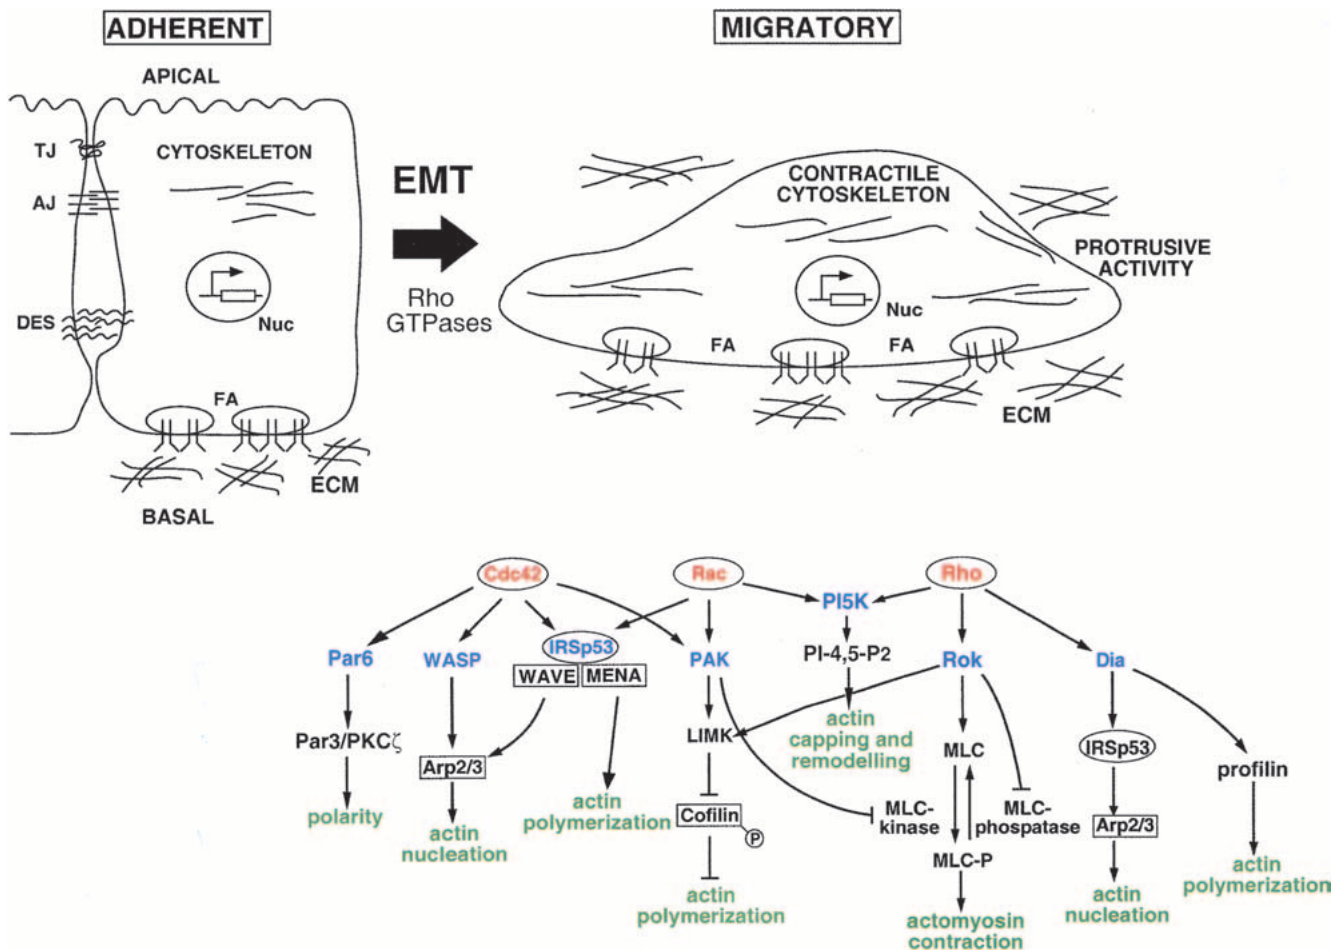 ADHERENT
MIGRATORY
APICAL
TJ
CYTOSKELETON
AJ
EMT
CONTRACTILE
CYTOSKELETON
PROTRUSIVE
ACTIVITY
Rho
GTPases
DES
Nuc
Nuc
FA
FA
FA
ECM
ECM
BASAL
Cdc42
Rac
Rho
PI5K
Par6
WASP
IRSp53
WAVE
MENA
PAK
PI-4,5-P2
Rok
Dia
Par3/PKCζ
Arp2/3
LIMK
actin
capping and
remodelling
MLC
IRSp53
profilin
polarity
actin
nucleation
actin
polymerization
Cofilin
P
MLC-
kinase
MLC-
phospatase
Arp2/3
MLC-P
actin
polymerization
actomyosin
contraction
actin
nucleation
actin
polymerization